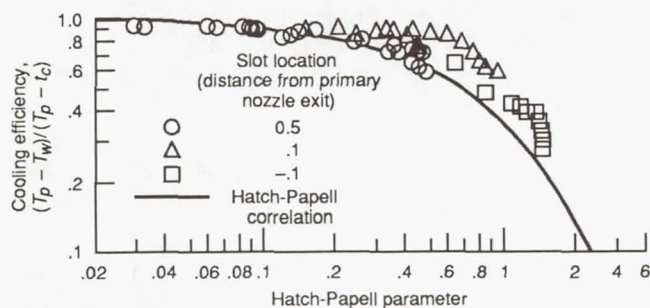 Cooling efficiency,
(Tp – Tw)/(Tp – tc)
1.0
.8
.6
.4
.2
.1
Slot location
(distance from primary
nozzle exit)
0.5
.1
–.1
Hatch-Papell
correlation
.02 .04 .06 .08 .1 .2 .4 .6 .8 1 2 4 6
Hatch-Papell parameter